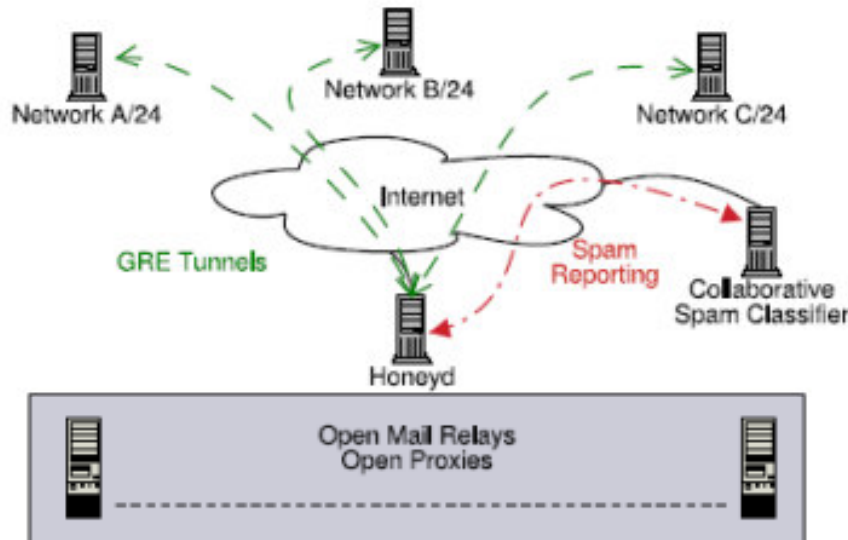 Network A/24
Network B/24
Network C/24
Internet
GRE Tunnels
Spam
Reporting
Collaborative
Spam Classifier
Honeyd
Open Mail Relays
Open Proxies